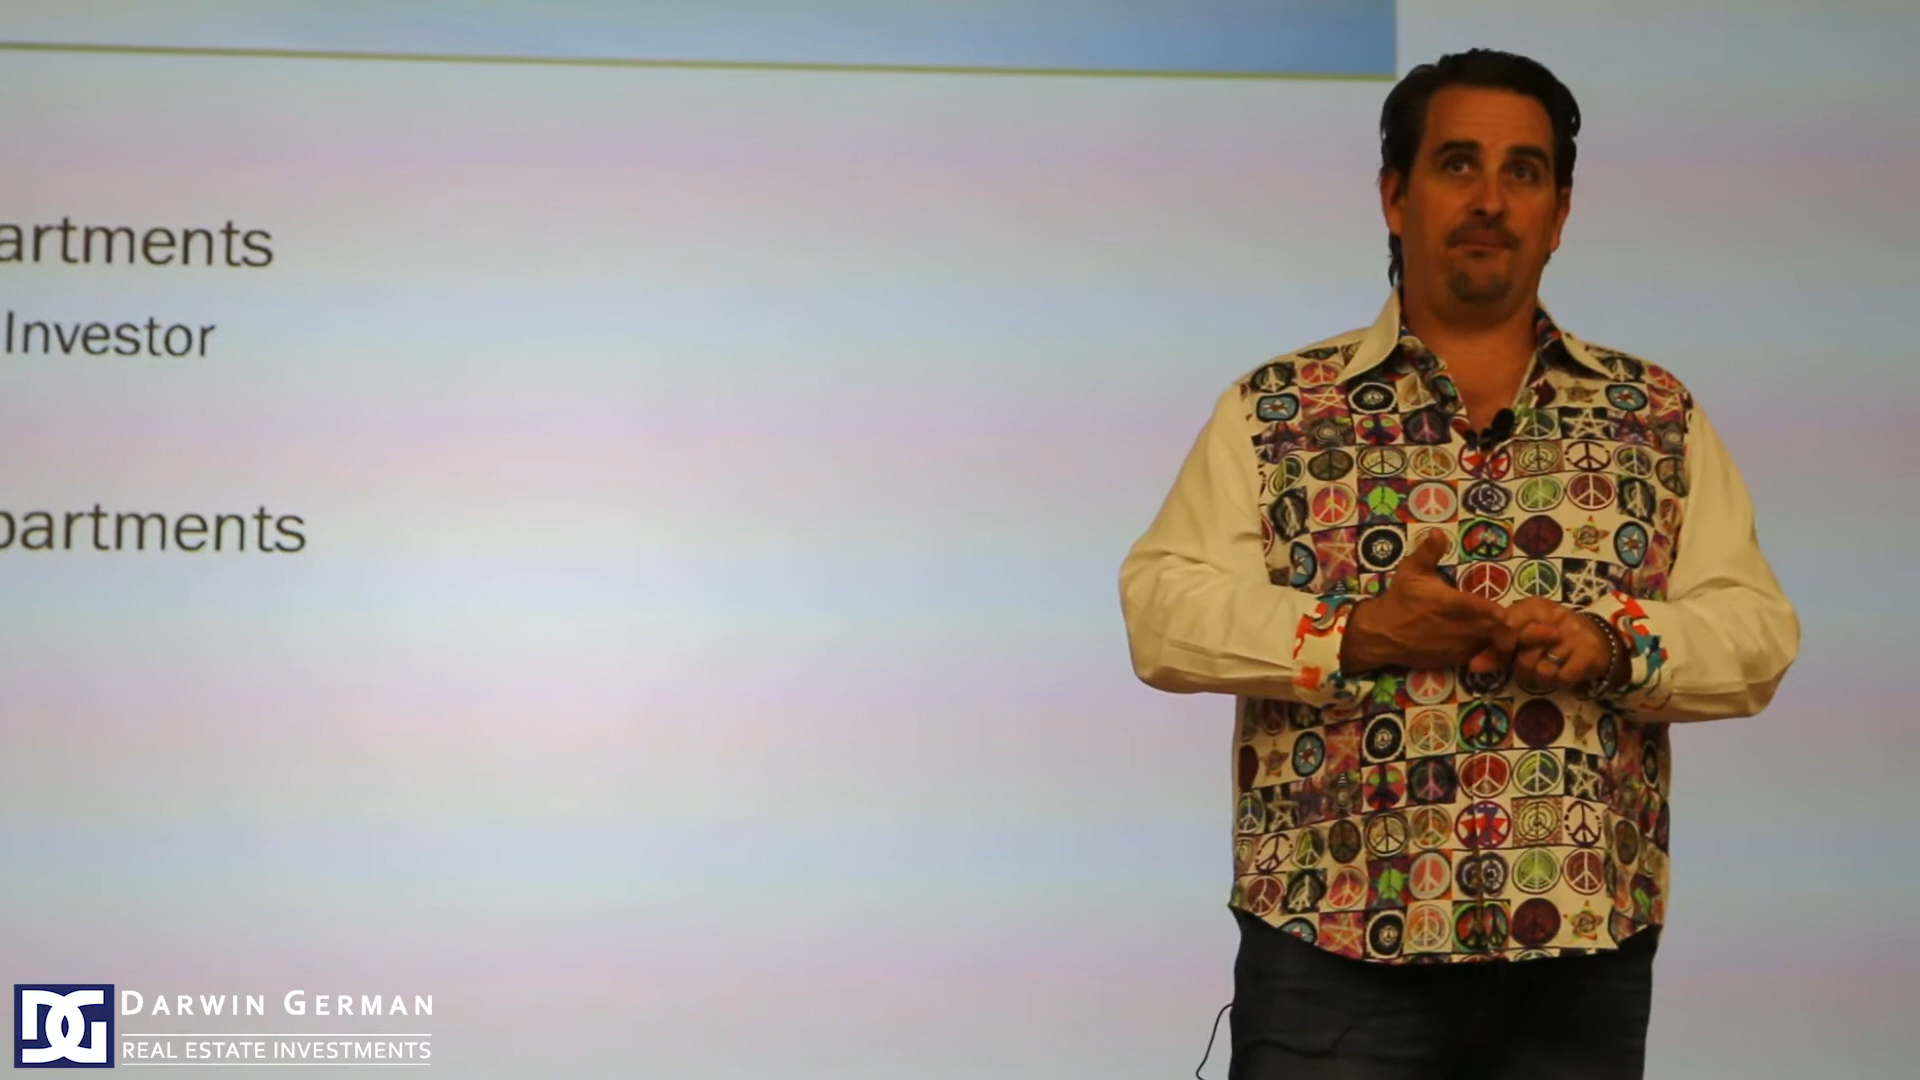 artments
Investor
partments
DG DARWIN GERMAN
REAL ESTATE INVESTMENTS